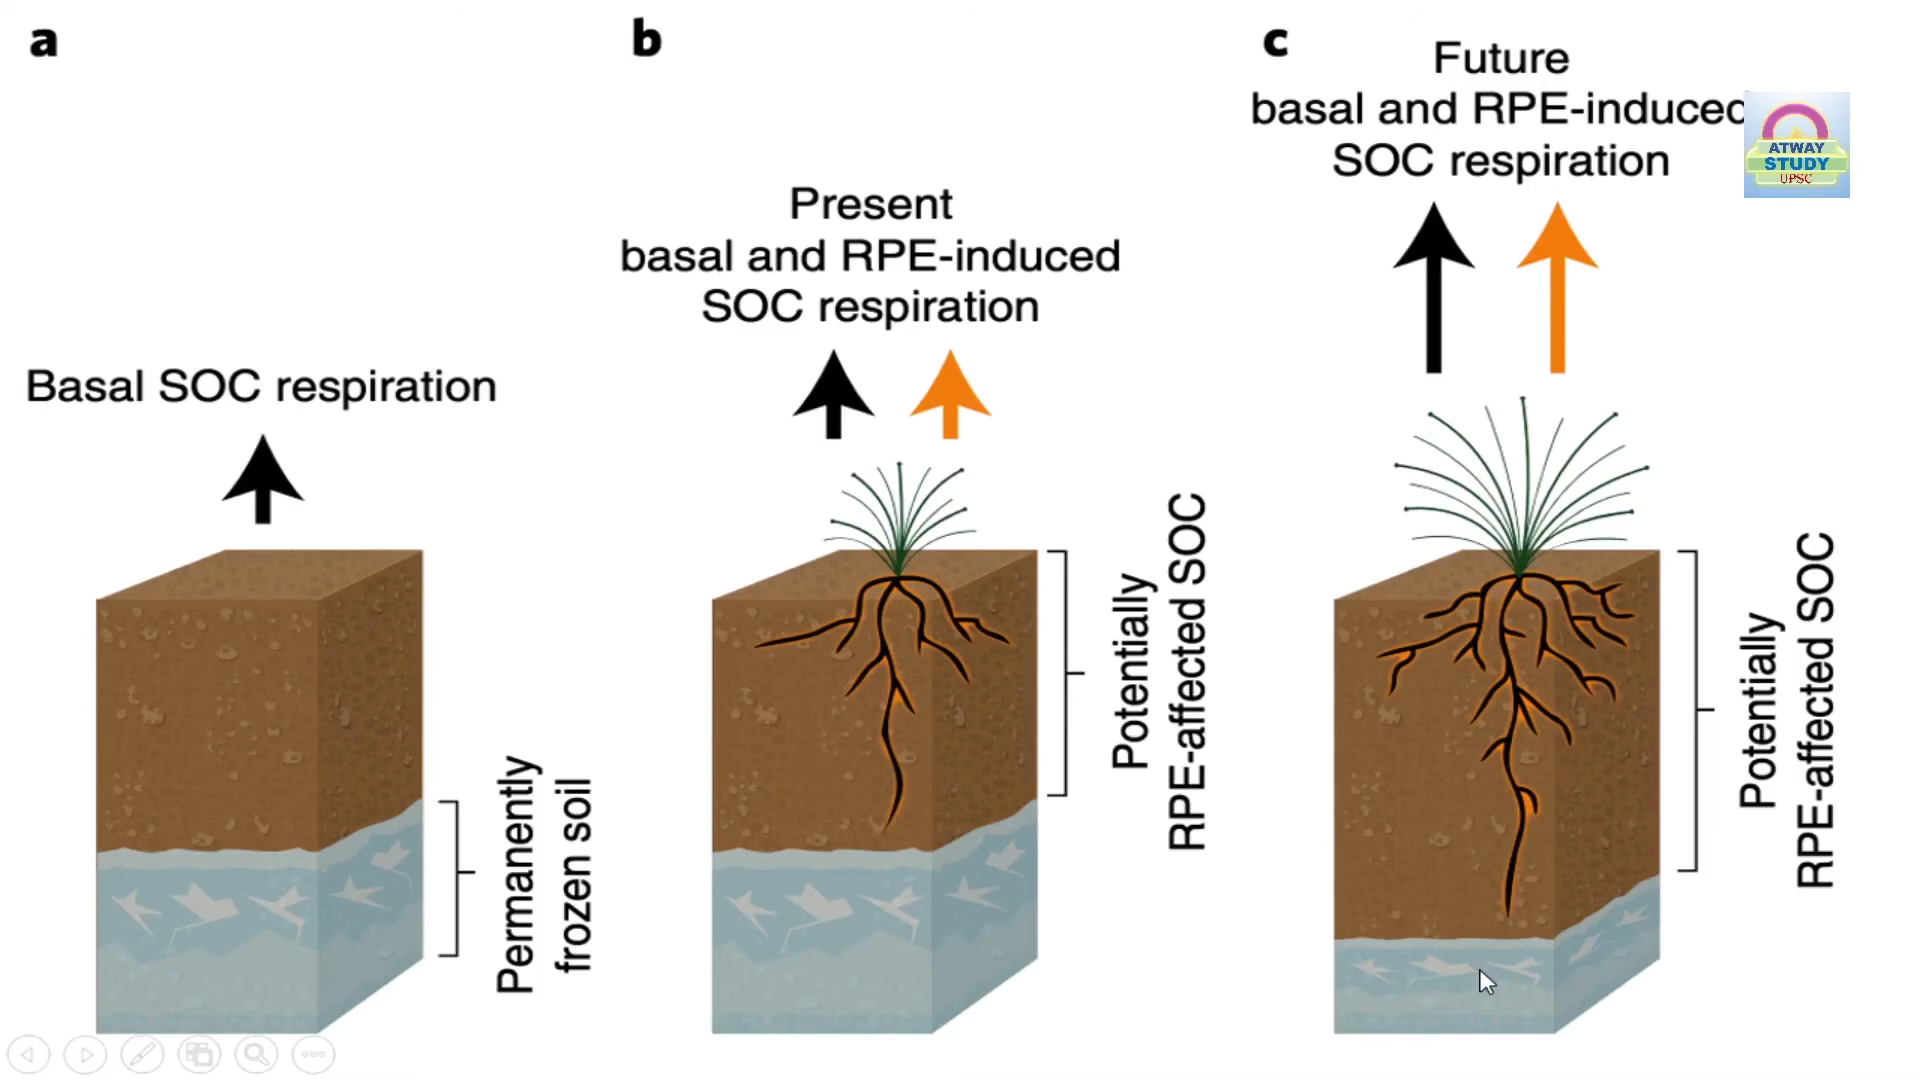 a
Basal SOC respiration
Permanently
frozen soil
b
Present
basal and RPE-induced
SOC respiration
Potentially
RPE-affected SOC
c
Future
basal and RPE-induced
SOC respiration
Potentially
RPE-affected SOC
ATWAY
STUDY
UPSC